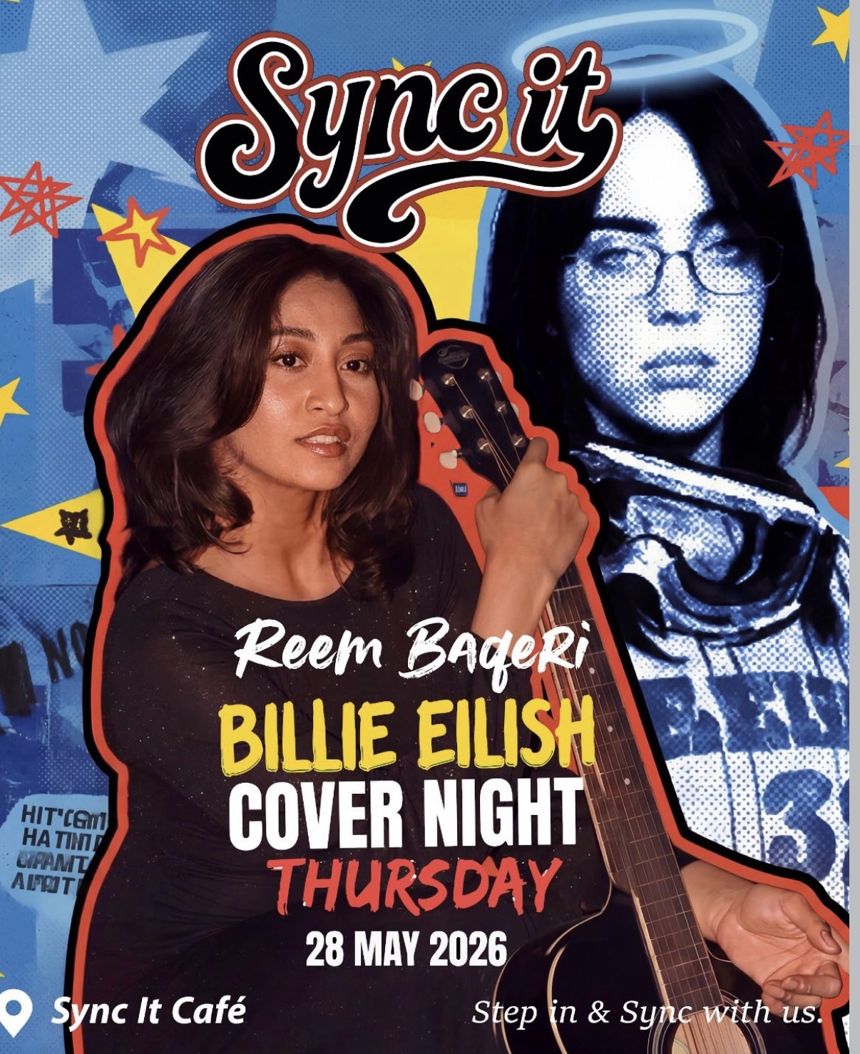 Sync it
Reem Baqeri
BILLIE EILISH
COVER NIGHT
THURSDAY
28 MAY 2026
Sync It Café
Step in & Sync with us.